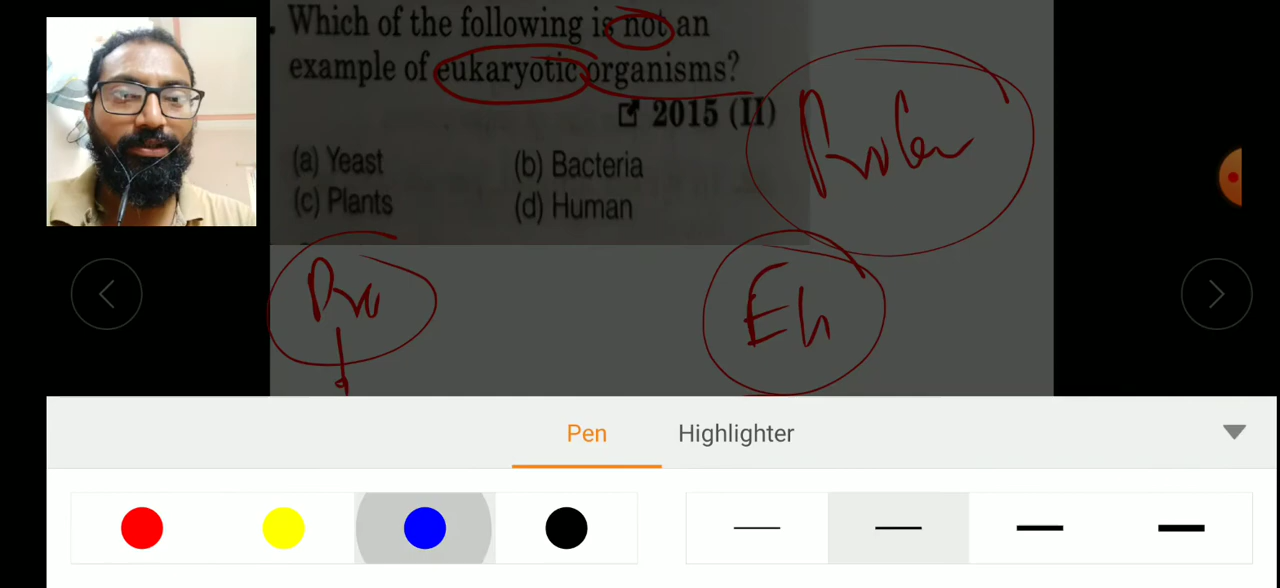 Which of the following is not an
example of eukaryotic organisms?
2015 (II)
(a) Yeast (b) Bacteria
(c) Plants (d) Human
Pro
Pen Highlighter